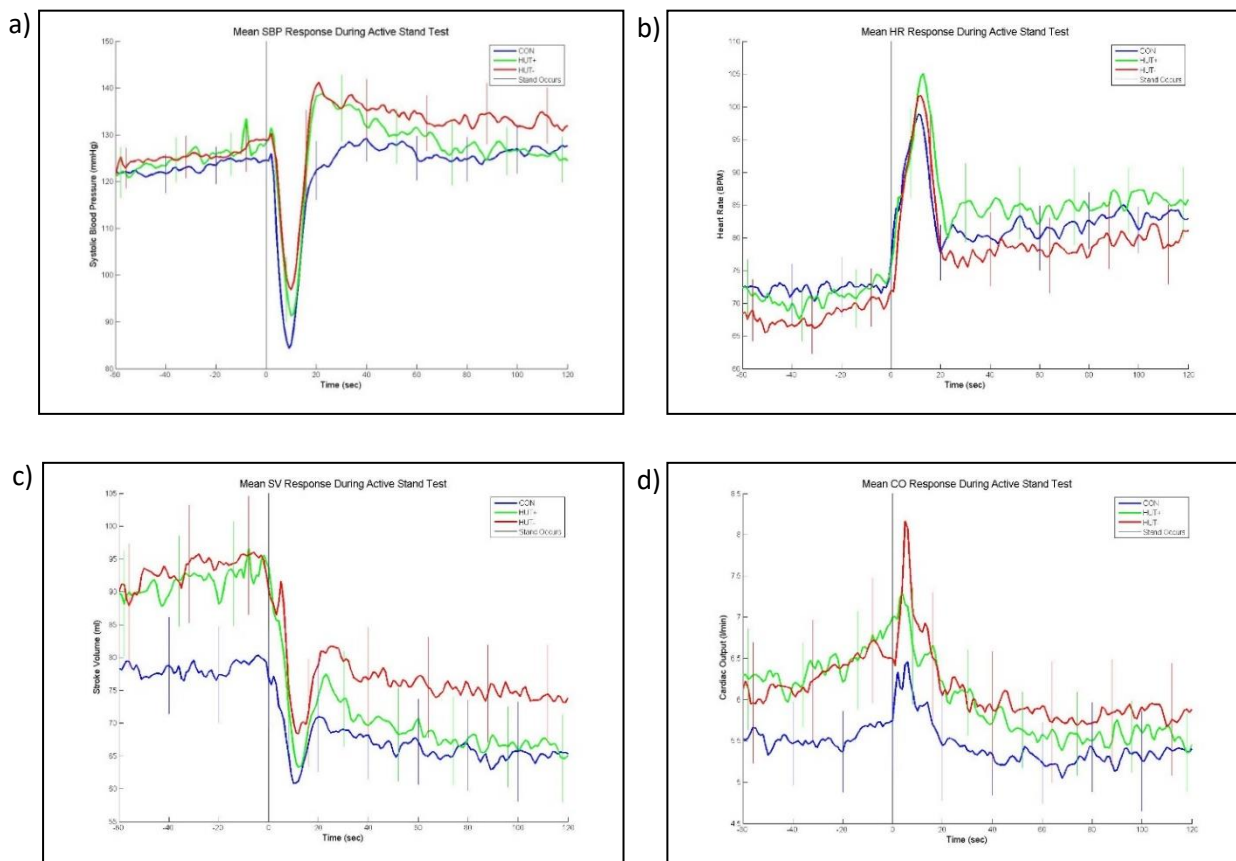 a)
Mean SBP Response During Active Stand Test
CON
HUT+
HUT-
Stand Occurs
Systolic Blood Pressure (mmHg)
150
140
130
120
110
100
90
80
-60 -40 -20 0 20 40 60 80 100 120
Time (sec)
b)
Mean HR Response During Active Stand Test
CON
HUT+
HUT-
Stand Occurs
Heart Rate (BPM)
110
105
100
95
90
85
80
75
70
65
60
-60 -40 -20 0 20 40 60 80 100 120
Time (sec)
c)
Mean SV Response During Active Stand Test
CON
HUT+
HUT-
Stand Occurs
Stroke Volume (ml)
105
100
95
90
85
80
75
70
65
60
55
-60 -40 -20 0 20 40 60 80 100 120
Time (sec)
d)
Mean CO Response During Active Stand Test
CON
HUT+
HUT-
Stand Occurs
Cardiac Output (l/min)
8.5
8
7.5
7
6.5
6
5.5
5
4.5
-60 -40 -20 0 20 40 60 80 100 120
Time (sec)